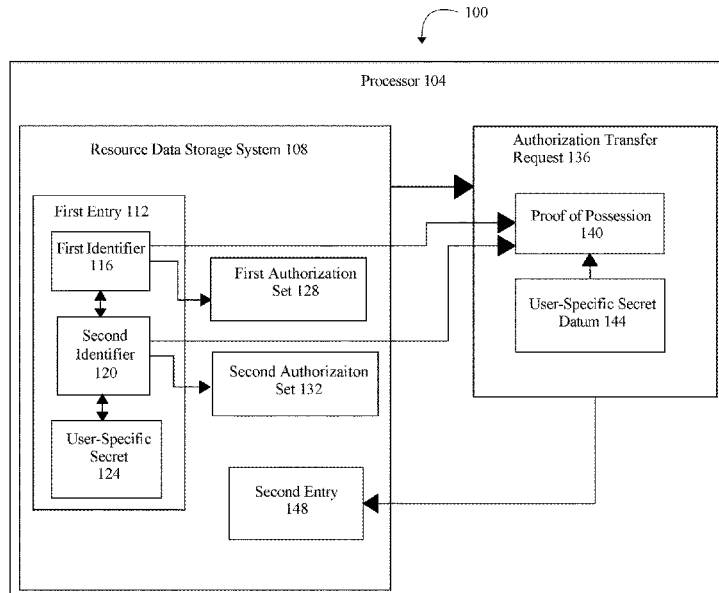 100
Processor 104
Resource Data Storage System 108
Authorization Transfer
Request 136
First Entry 112
First Identifier
116
Proof of Possession
140
First Authorization
Set 128
Second
Identifier
120
User-Specific Secret
Datum 144
Second Authorizaiton
Set 132
User-Specific
Secret
124
Second Entry
148